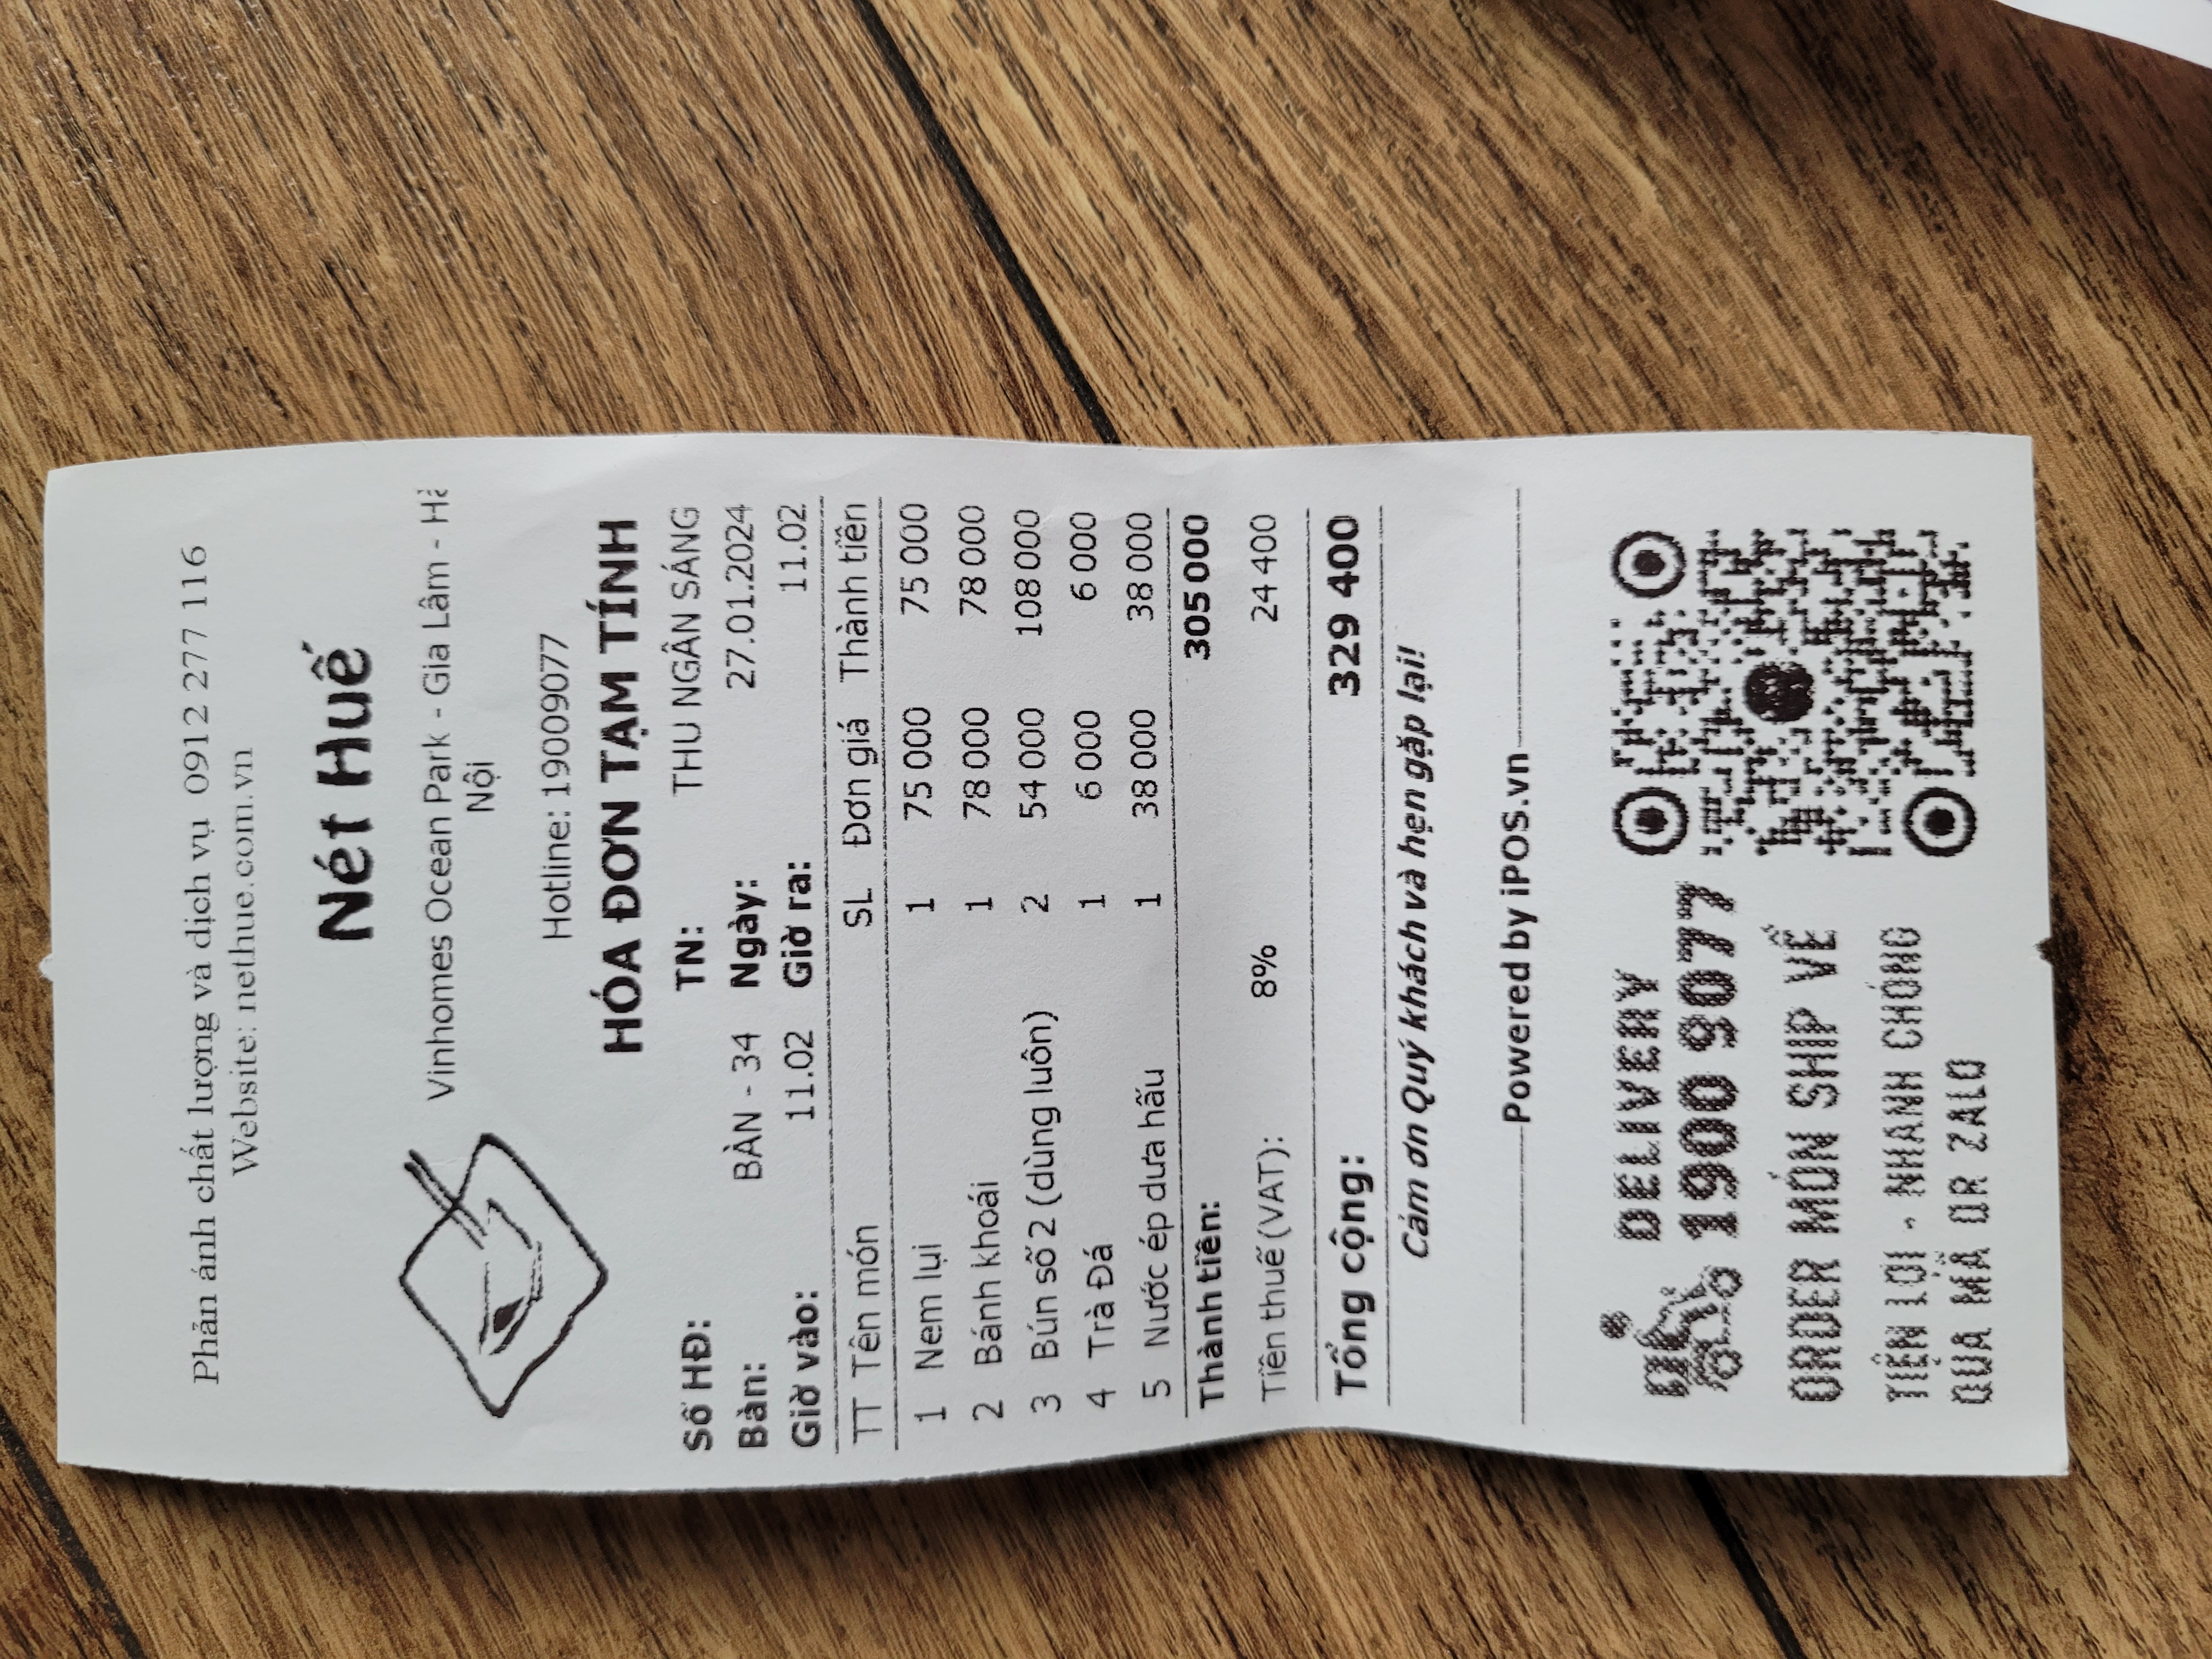 Phản ánh chất lượng và dịch vụ 0912 277 116
Website: nethue.com.vn
Nét Huế
Vinhomes Ocean Park - Gia Lâm - Hà
Nội
Hotline: 19009077
HÓA ĐƠN TẠM TÍNH
Số HĐ: TN: THU NGÂN SÁNG
Bàn: BÀN - 34 Ngày: 27.01.2024
Giờ vào: 11.02 Giờ ra: 11.02
TT Tên món SL Đơn giá Thành tiền
1 Nem lụi 1 75 000 75 000
2 Bánh khoái 1 78 000 78 000
3 Bún số 2 (dùng luôn) 2 54 000 108 000
4 Trà Đá 1 6 000 6 000
5 Nước ép dưa hấu 1 38 000 38 000
Thành tiền: 305 000
Tiền thuế (VAT): 8% 24 400
Tổng cộng: 329 400
Cảm ơn Quý khách và hẹn gặp lại!
Powered by iPOS.vn
DELIVERY
1900 9077
ORDER MÓN SHIP VỀ
TIỆN LỢI - NHANH CHÓNG
QUA MÃ QR ZALO